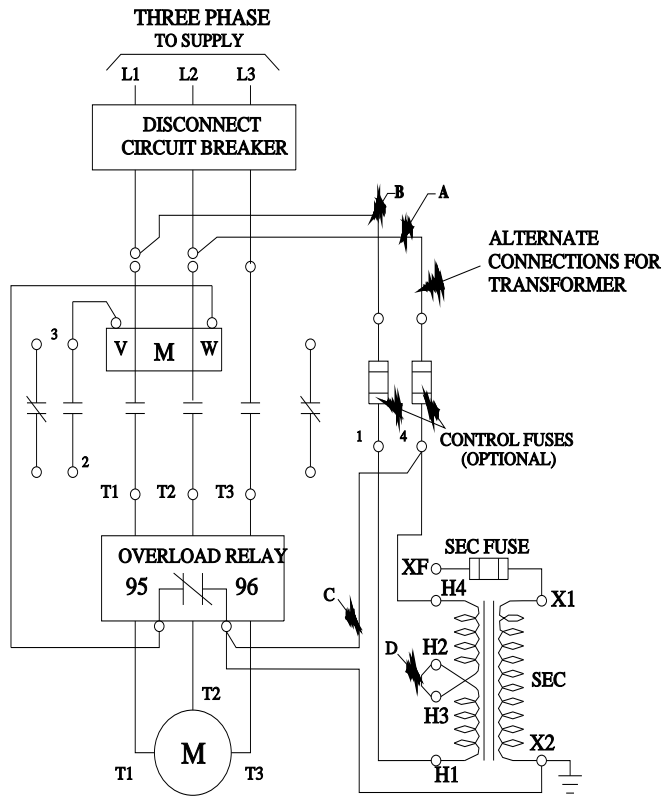 THREE PHASE
TO SUPPLY
L1 L2 L3
DISCONNECT
CIRCUIT BREAKER
B A
ALTERNATE
CONNECTIONS FOR
TRANSFORMER
3
V M W
2
1 4
CONTROL FUSES
(OPTIONAL)
T1 T2 T3
OVERLOAD RELAY
95 96
SEC FUSE
XF
H4
X1
C
D
H2
SEC
H3
T2
M
T1 T3
X2
H1